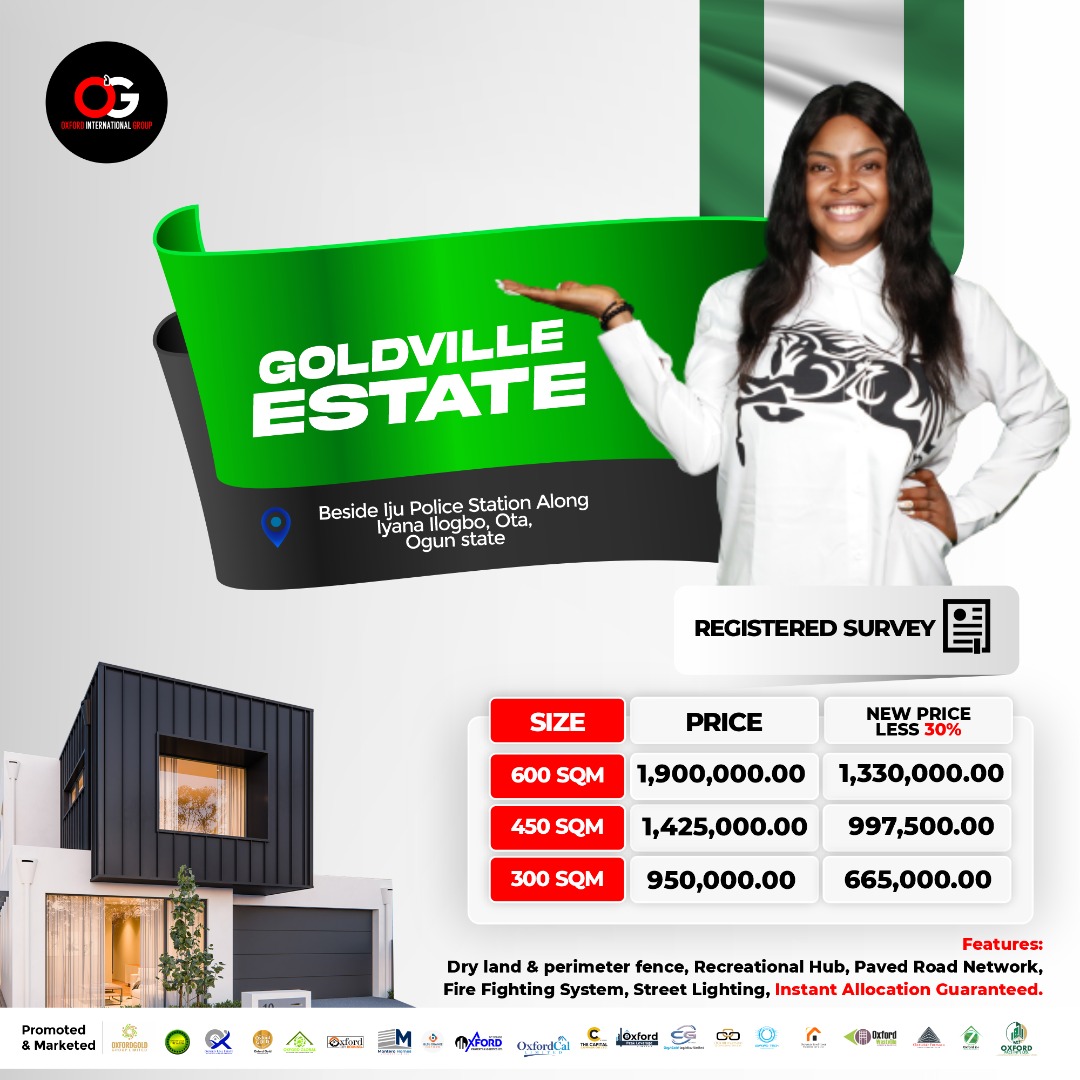 OG
OXFORD INTERNATIONAL GROUP
GOLDVILLE
ESTATE
Beside Iju Police Station Along
Iyana Ilogbo, Ota,
Ogun state
REGISTERED SURVEY
SIZE PRICE NEW PRICE LESS 30%
600 SQM 1,900,000.00 1,330,000.00
450 SQM 1,425,000.00 997,500.00
300 SQM 950,000.00 665,000.00
Features:
Dry land & perimeter fence, Recreational Hub, Paved Road Network,
Fire Fighting System, Street Lighting, Instant Allocation Guaranteed.
Promoted
& Marketed
OXFORDGOLD
Oxford
Montero Homes
OXFORD
OxfordCal
LIMITED
THE CAPITAL
Oxford
Oxford
OXFORD